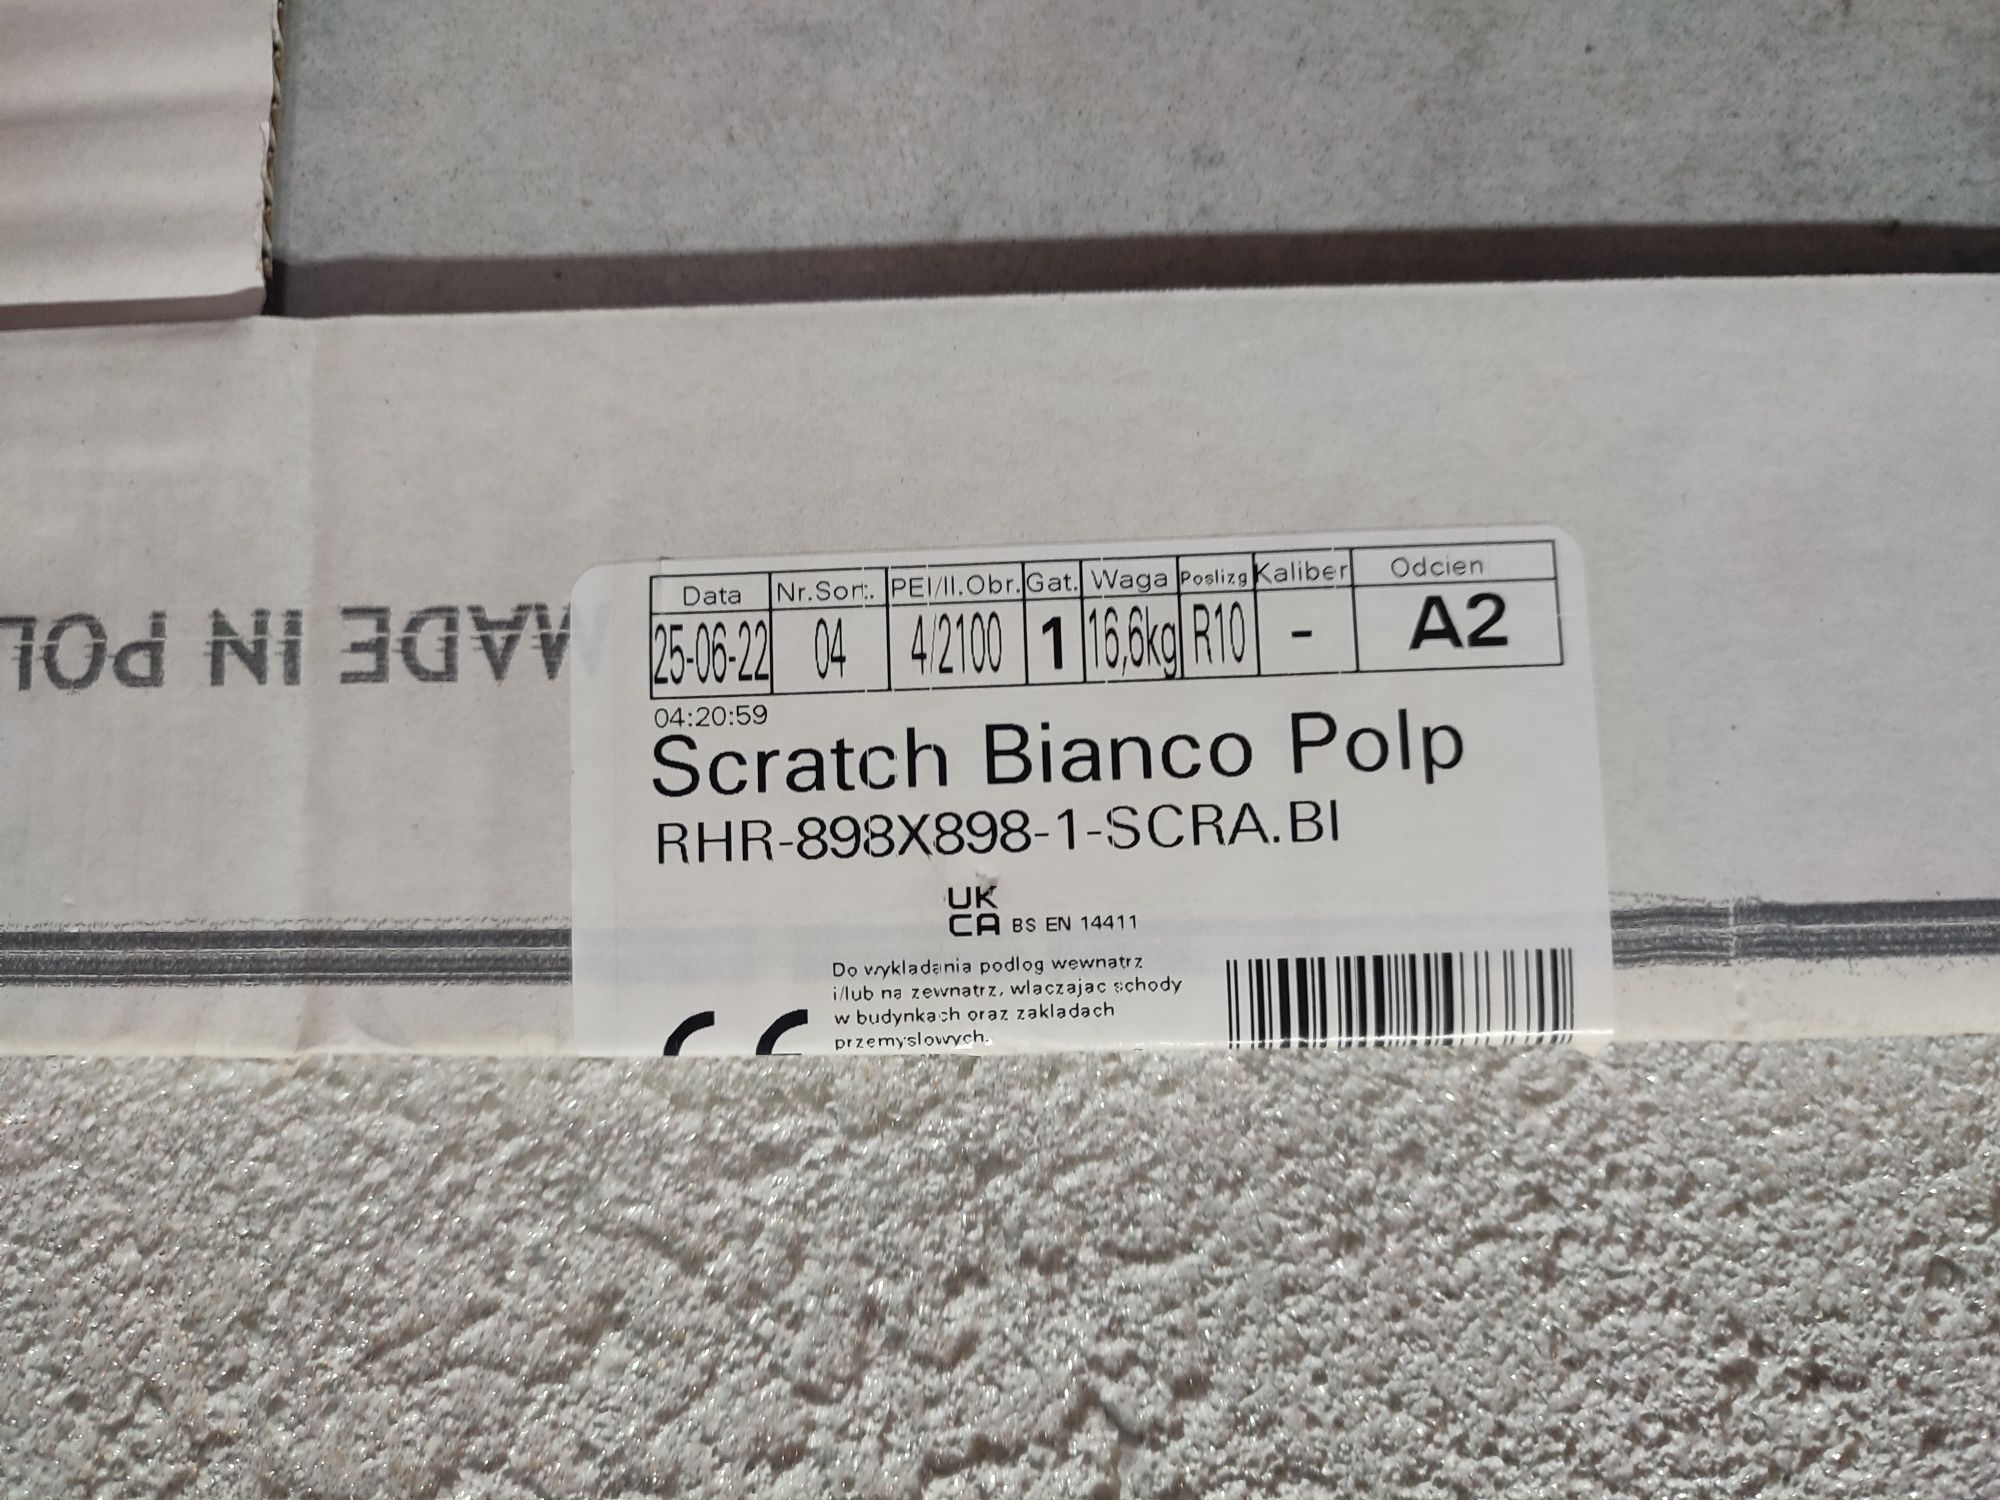 MADE IN POL
Data Nr.Sort. PEI/II.Obr. Gat. Waga Poslizg Kaliber Odcien
25-06-22 04 4/2100 1 16,6kg R10 - A2
04:20:59
Scratch Bianco Polp
RHR-898X898-1-SCRA.BI
UK
CA BS EN 14411
Do wykladania podlog wewnatrz
i/lub na zewnatrz, wlaczajac schody
w budynkach oraz zakladach
przemyslowych.
CE